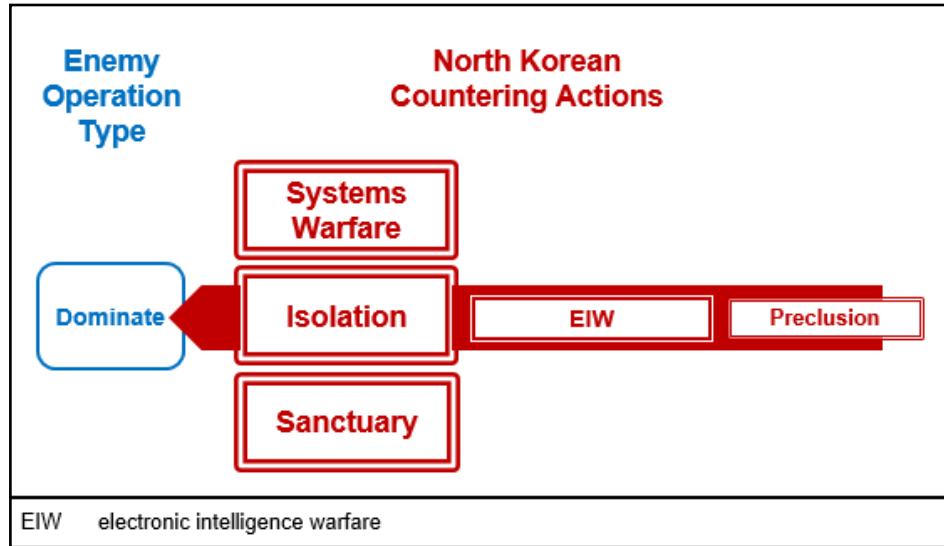 Enemy
Operation
Type
North Korean
Countering Actions
Systems
Warfare
Dominate
Isolation
EIW
Preclusion
Sanctuary
EIW electronic intelligence warfare